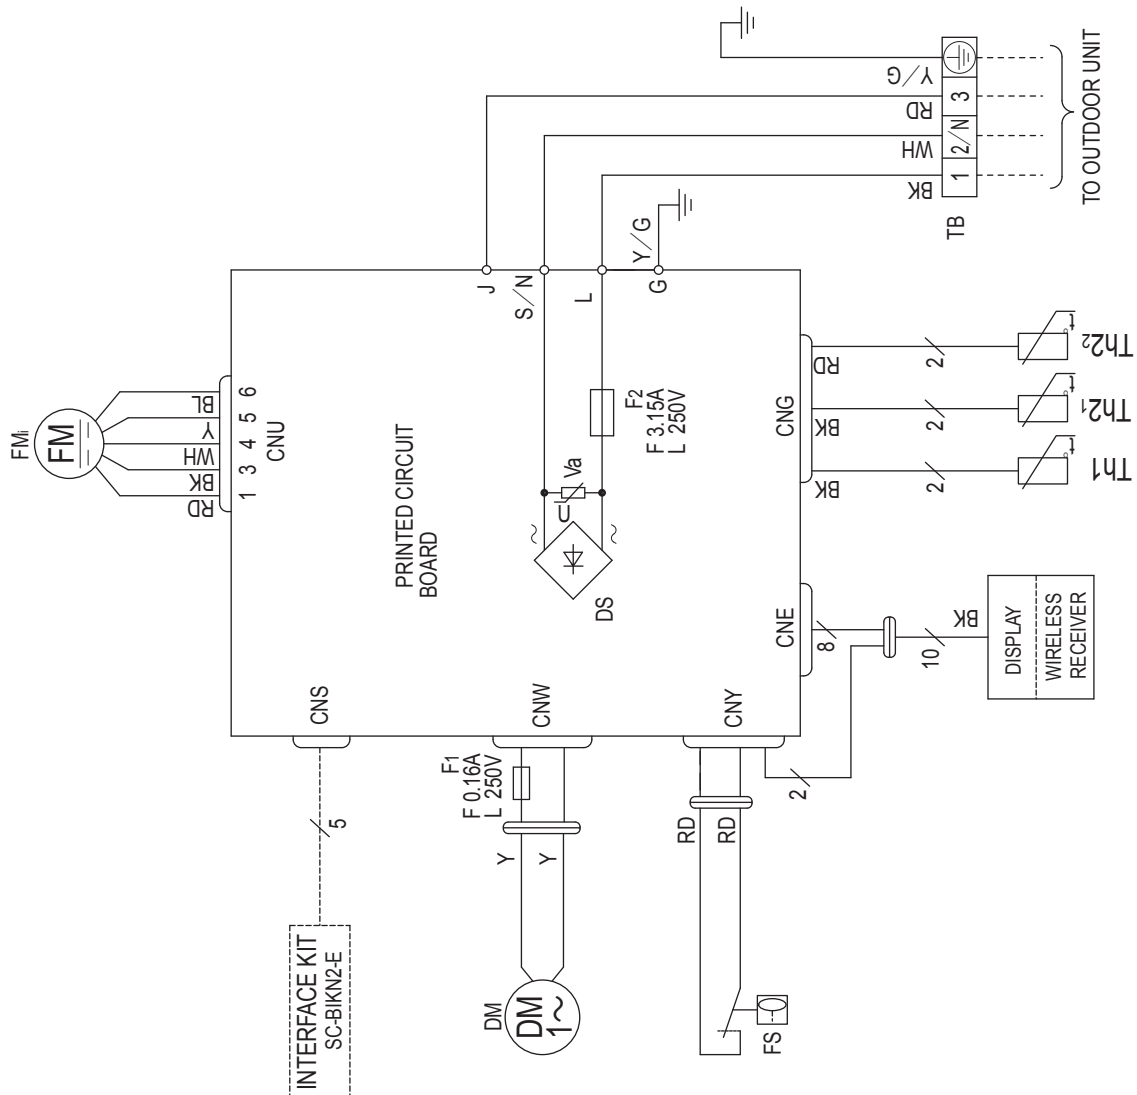 FMi
FM
RD
BK
WH
Y
BL
1
3
4
5
6
CNU
PRINTED CIRCUIT
BOARD
J
S/N
L
G
Y/G
F2
F 3.15A
L 250V
Va
U
~
~
DS
Y/G
RD
WH
BK
3
2/N
1
TB
TO OUTDOOR UNIT
CNG
RD
BK
BK
2
2
2
t°
t°
t°
Th2₂
Th2₁
Th1
CNE
8
10
BK
DISPLAY
WIRELESS
RECEIVER
CNS
5
INTERFACE KIT
SC-BIKN2-E
CNW
F1
F 0.16A
L 250V
Y
Y
DM
DM
1~
CNY
RD
RD
2
FS